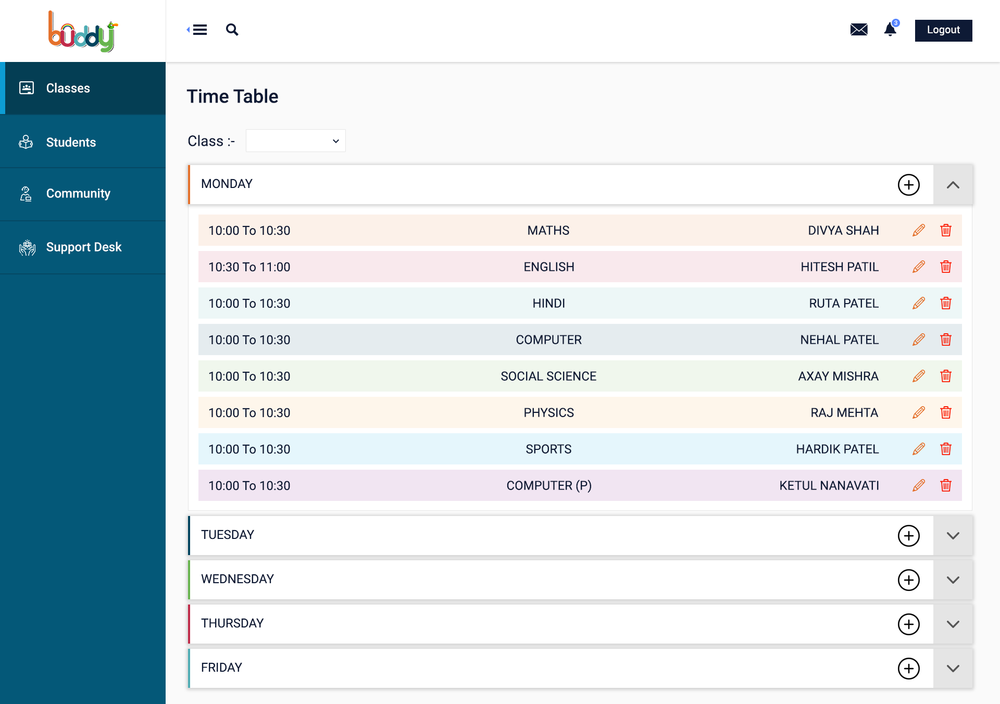 buddy
3
Logout
Classes
Students
Community
Support Desk
Time Table
Class :-
MONDAY
10:00 To 10:30 MATHS DIVYA SHAH
10:30 To 11:00 ENGLISH HITESH PATIL
10:00 To 10:30 HINDI RUTA PATEL
10:00 To 10:30 COMPUTER NEHAL PATEL
10:00 To 10:30 SOCIAL SCIENCE AXAY MISHRA
10:00 To 10:30 PHYSICS RAJ MEHTA
10:00 To 10:30 SPORTS HARDIK PATEL
10:00 To 10:30 COMPUTER (P) KETUL NANAVATI
TUESDAY
WEDNESDAY
THURSDAY
FRIDAY